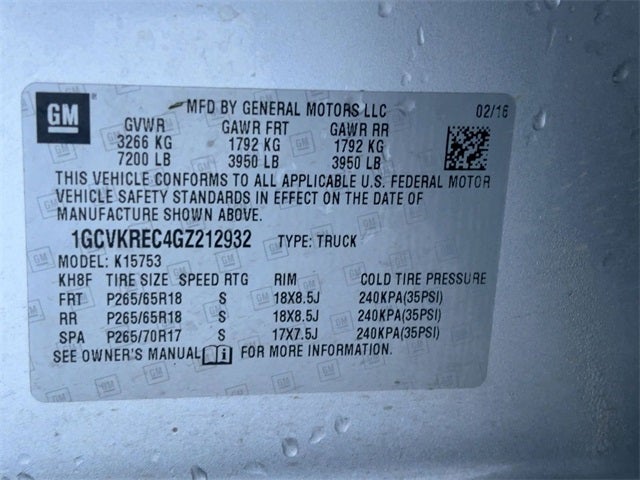 GM
MFD BY GENERAL MOTORS LLC 02/16
GVWR GAWR FRT GAWR RR
3266 KG 1792 KG 1792 KG
7200 LB 3950 LB 3950 LB
THIS VEHICLE CONFORMS TO ALL APPLICABLE U.S. FEDERAL MOTOR
VEHICLE SAFETY STANDARDS IN EFFECT ON THE DATE OF
MANUFACTURE SHOWN ABOVE.
1GCVKREC4GZ212932 TYPE: TRUCK
MODEL: K15753
KH8F TIRE SIZE SPEED RTG RIM COLD TIRE PRESSURE
FRT P265/65R18 S 18X8.5J 240KPA(35PSI)
RR P265/65R18 S 18X8.5J 240KPA(35PSI)
SPA P265/70R17 S 17X7.5J 240KPA(35PSI)
SEE OWNER'S MANUAL i FOR MORE INFORMATION.